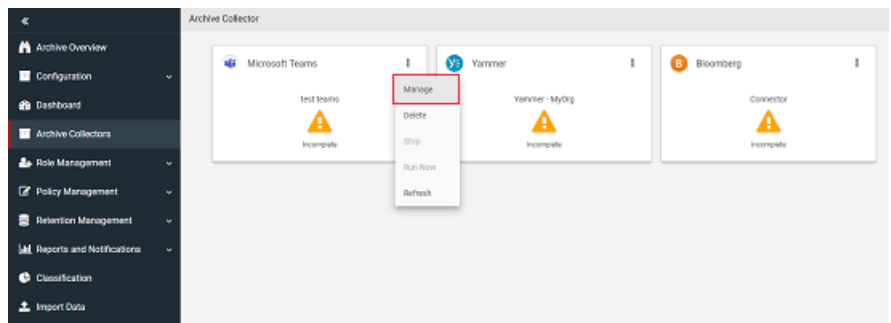 «
Archive Collector
Archive Overview
Configuration
Dashboard
Archive Collectors
Role Management
Policy Management
Retention Management
Reports and Notifications
Classification
Import Data
Microsoft Teams
test teams
Incomplete
Manage
Delete
Stop
Run Now
Refresh
Yammer
Yammer - MyOrg
Incomplete
B
Bloomberg
Connector
Incomplete